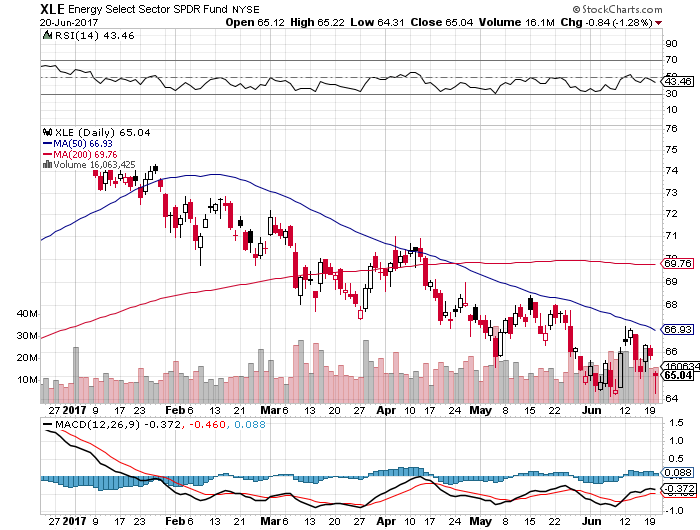 XLE Energy Select Sector SPDR Fund NYSE © StockCharts.com
20-Jun-2017 Open 65.12 High 65.22 Low 64.31 Close 65.04 Volume 16.1M Chg -0.84 (-1.28%)
RSI(14) 43.46
90
70
50
43.46
30
10
XLE (Daily) 65.04
MA(50) 66.93
MA(200) 69.76
Volume 16,063,425
76
75
74
73
72
71
70
69.76
69
68
66.93
66
160634
65.04
64
40M
30M
20M
10M
27 2017 9 17 23 Feb 6 13 21 Mar 6 13 20 27 Apr 10 17 24 May 8 15 22 Jun 12 19
MACD(12,26,9) -0.372, -0.460, 0.088
1.5
1.0
0.5
0.088
-0.372
-1.0
27 2017 9 17 23 Feb 6 13 21 Mar 6 13 20 27 Apr 10 17 24 May 8 15 22 Jun 12 19